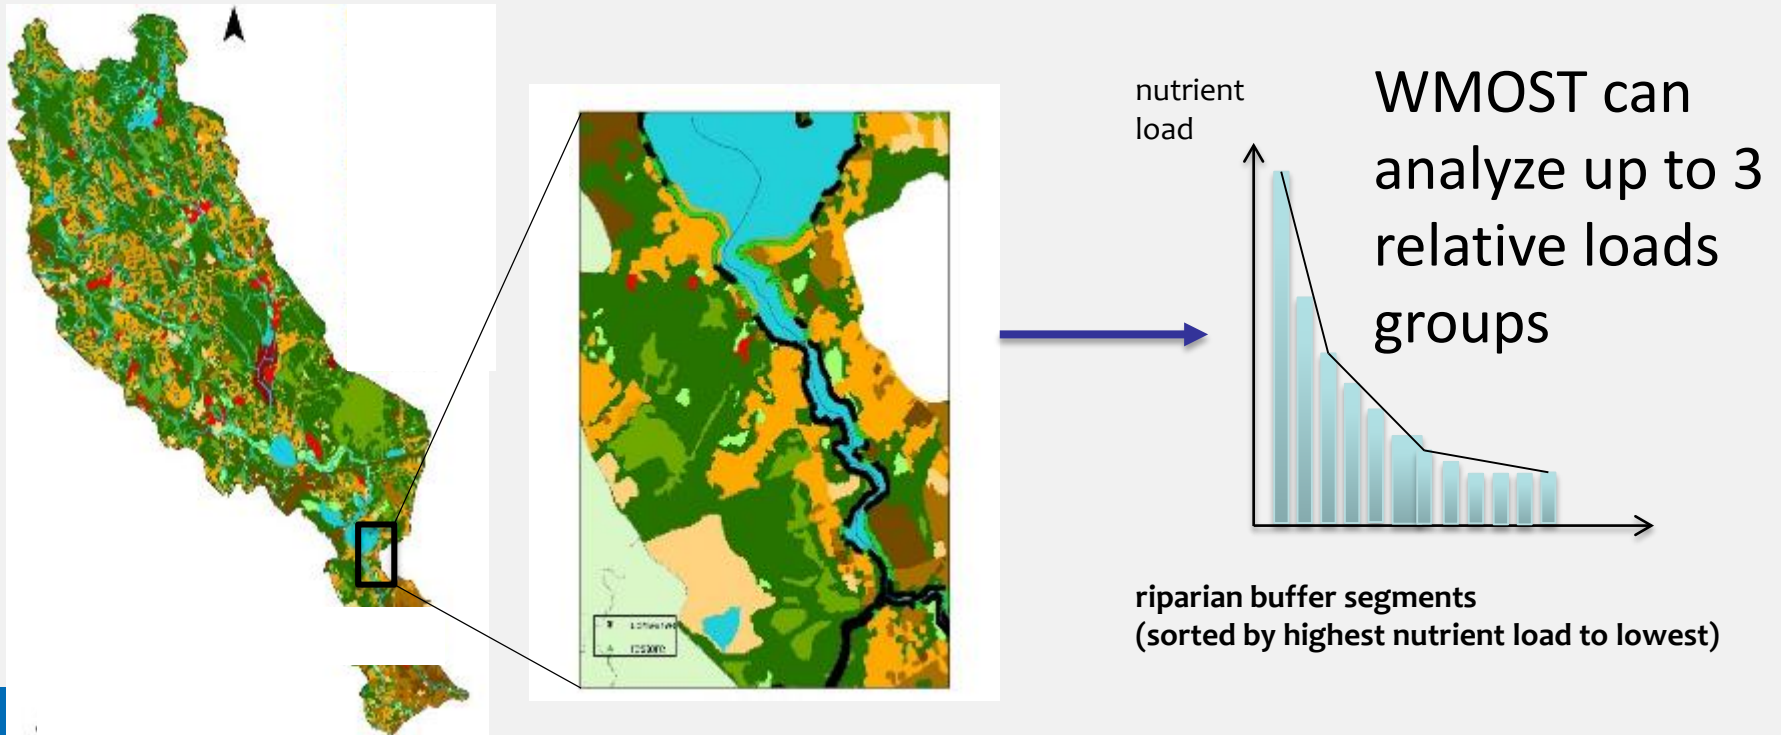 nutrient
load
WMOST can
analyze up to 3
relative loads
groups
restore
riparian buffer segments
(sorted by highest nutrient load to lowest)